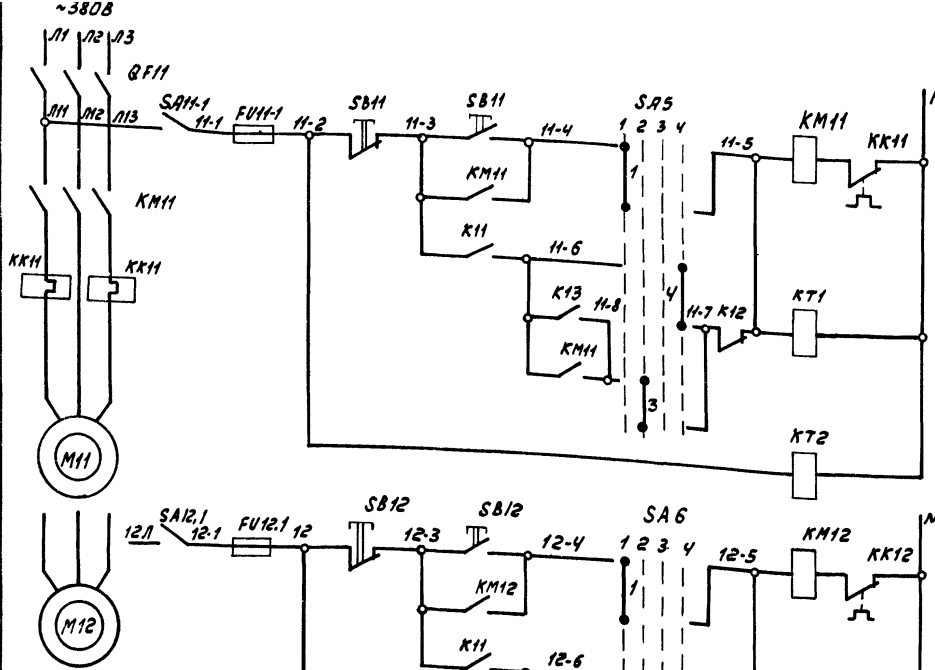 ~380В
Л1 Л2 Л3
QF11
Л11 Л12 Л13
SA11-1 11-1 FU11-1 11-2 SB11 11-3 SB11 11-4
SA5
1 2 3 4
1
11-5 KM11 KK11
KM11
KM11
K11 11-6
KK11 KK11
4
K13 11-8
11-7 K12 KT1
KM11
3
KT2
M11
12Л SA12,1 12-1 FU12.1 12 SB12 12-3 SB12 12-4
SA6
1 2 3 4
1
12-5 KM12 KK12
KM12
M12
K11 12-6